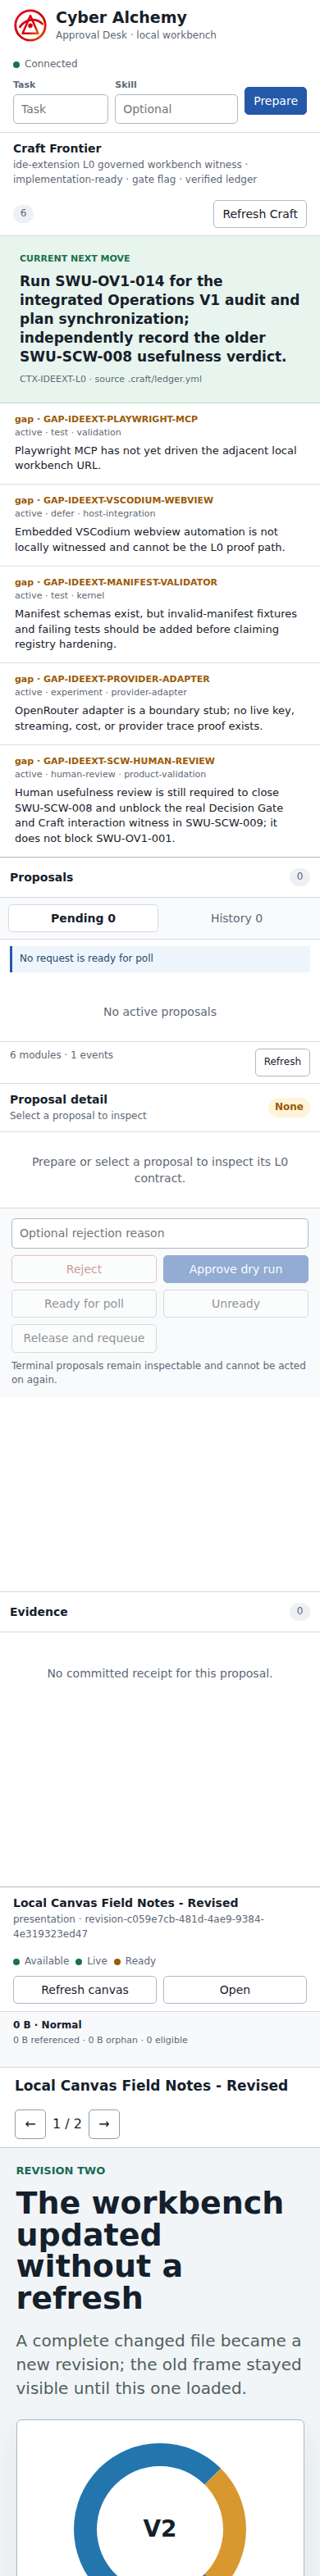 Cyber Alchemy
Approval Desk · local workbench
Connected
Task
Skill
Task
Optional
Prepare
Craft Frontier
ide-extension L0 governed workbench witness ·
implementation-ready · gate flag · verified ledger
6
Refresh Craft
CURRENT NEXT MOVE
Run SWU-OV1-014 for the
integrated Operations V1 audit and
plan synchronization;
independently record the older
SWU-SCW-008 usefulness verdict.
CTX-IDEEXT-L0 · source .craft/ledger.yml
gap · GAP-IDEEXT-PLAYWRIGHT-MCP
active · test · validation
Playwright MCP has not yet driven the adjacent local
workbench URL.
gap · GAP-IDEEXT-VSCODIUM-WEBVIEW
active · defer · host-integration
Embedded VSCodium webview automation is not
locally witnessed and cannot be the L0 proof path.
gap · GAP-IDEEXT-MANIFEST-VALIDATOR
active · test · kernel
Manifest schemas exist, but invalid-manifest fixtures
and failing tests should be added before claiming
registry hardening.
gap · GAP-IDEEXT-PROVIDER-ADAPTER
active · experiment · provider-adapter
OpenRouter adapter is a boundary stub; no live key,
streaming, cost, or provider trace proof exists.
gap · GAP-IDEEXT-SCW-HUMAN-REVIEW
active · human-review · product-validation
Human usefulness review is still required to close
SWU-SCW-008 and unblock the real Decision Gate
and Craft interaction witness in SWU-SCW-009; it
does not block SWU-OV1-001.
Proposals
0
Pending 0
History 0
No request is ready for poll
No active proposals
6 modules · 1 events
Refresh
Proposal detail
Select a proposal to inspect
None
Prepare or select a proposal to inspect its L0
contract.
Optional rejection reason
Reject
Approve dry run
Ready for poll
Unready
Release and requeue
Terminal proposals remain inspectable and cannot be acted
on again.
Evidence
0
No committed receipt for this proposal.
Local Canvas Field Notes - Revised
presentation · revision-c059e7cb-481d-4ae9-9384-
4e319323ed47
Available
Live
Ready
Refresh canvas
Open
0 B · Normal
0 B referenced · 0 B orphan · 0 eligible
Local Canvas Field Notes - Revised
← 1 / 2 →
REVISION TWO
The workbench
updated
without a
refresh
A complete changed file became a
new revision; the old frame stayed
visible until this one loaded.
V2